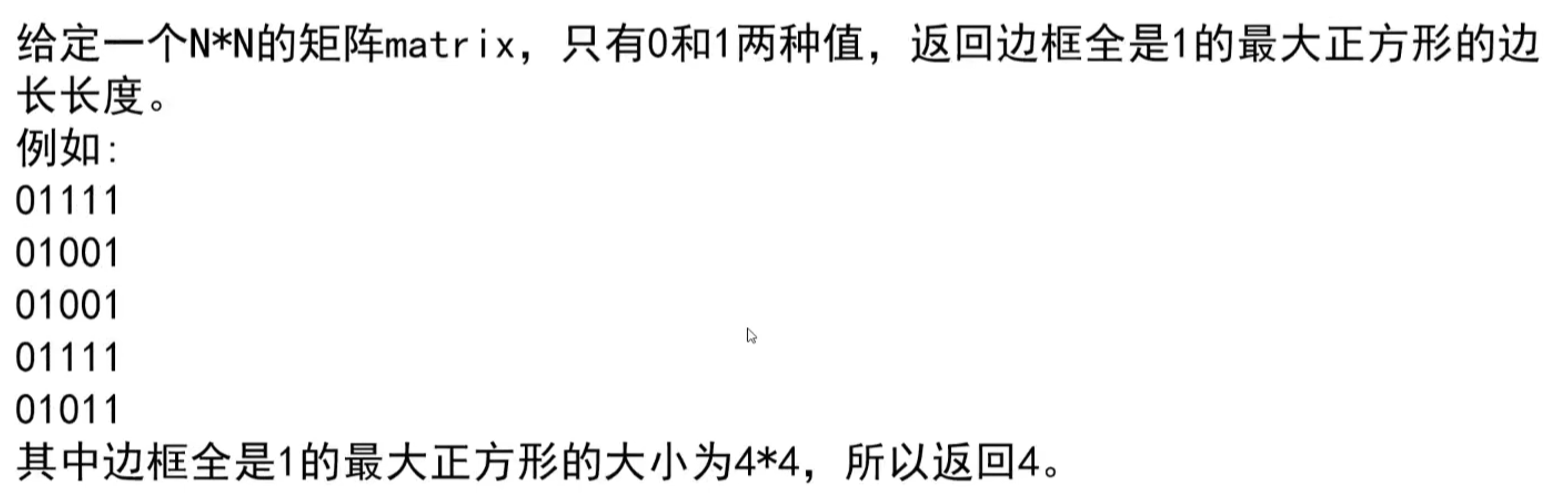 给定一个N*N的矩阵matrix，只有0和1两种值，返回边框全是1的最大正方形的边
长长度。
例如：
01111
01001
01001
01111
01011
其中边框全是1的最大正方形的大小为4*4，所以返回4。